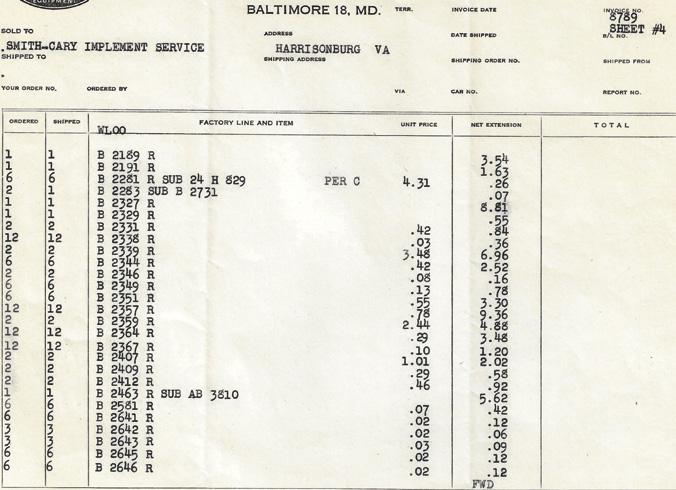 EQUIPMENT
BALTIMORE 18, MD. TERR. INVOICE DATE INVOICE NO.
8789
SHEET #4
SOLD TO ADDRESS DATE SHIPPED B/L NO.
.SMITH-CARY IMPLEMENT SERVICE HARRISONBURG VA
SHIPPED TO SHIPPING ADDRESS SHIPPING ORDER NO. SHIPPED FROM
YOUR ORDER NO. ORDERED BY VIA CAR NO. REPORT NO.
ORDERED SHIPPED FACTORY LINE AND ITEM UNIT PRICE NET EXTENSION TOTAL
WLOO
1 1 B 2189 R 3.54
1 1 B 2191 R 1.63
6 6 B 2281 R SUB 24 H 829 PER C 4.31 .26
2 1 B 2283 SUB B 2731 .07
1 1 B 2327 R 8.81
1 1 B 2329 R .55
2 2 B 2331 R .42 .84
12 12 B 2338 R .03 .36
2 2 B 2339 R 3.48 6.96
6 6 B 2344 R .42 2.52
2 2 B 2346 R .08 .16
6 6 B 2349 R .13 .78
6 6 B 2351 R .55 3.30
12 12 B 2357 R .78 9.36
2 2 B 2359 R 2.44 4.88
12 12 B 2364 R .29 3.48
12 12 B 2367 R .10 1.20
2 2 B 2407 R 1.01 2.02
2 2 B 2409 R .29 .58
2 2 B 2412 R .46 .92
1 1 B 2463 R SUB AB 3810 5.62
6 6 B 2581 R .07 .42
6 6 B 2641 R .02 .12
3 3 B 2642 R .02 .06
3 3 B 2643 R .03 .09
6 6 B 2645 R .02 .12
6 6 B 2646 R .02 .12
FWD